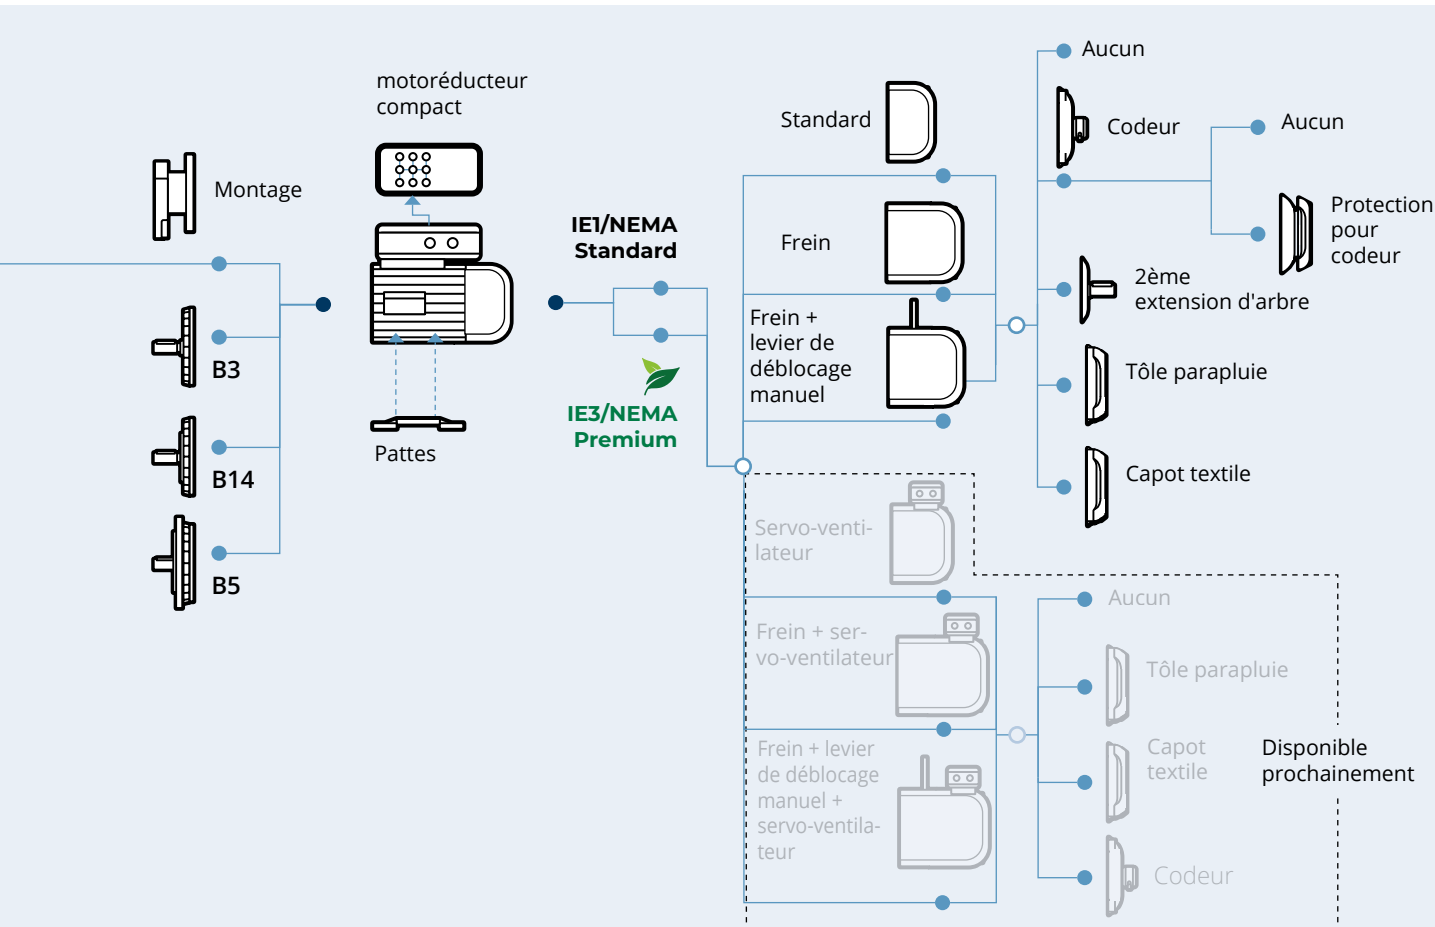 motoréducteur
compact
Montage
B3
B14
B5
Pattes
IE1/NEMA
Standard
IE3/NEMA
Premium
Standard
Frein
Frein +
levier de
déblocage
manuel
Aucun
Codeur
Aucun
Protection
pour
codeur
2ème
extension d'arbre
Tôle parapluie
Capot textile
Servo-venti-
lateur
Frein + ser-
vo-ventilateur
Frein + levier
de déblocage
manuel +
servo-ventila-
teur
Aucun
Tôle parapluie
Capot
textile
Codeur
Disponible
prochainement